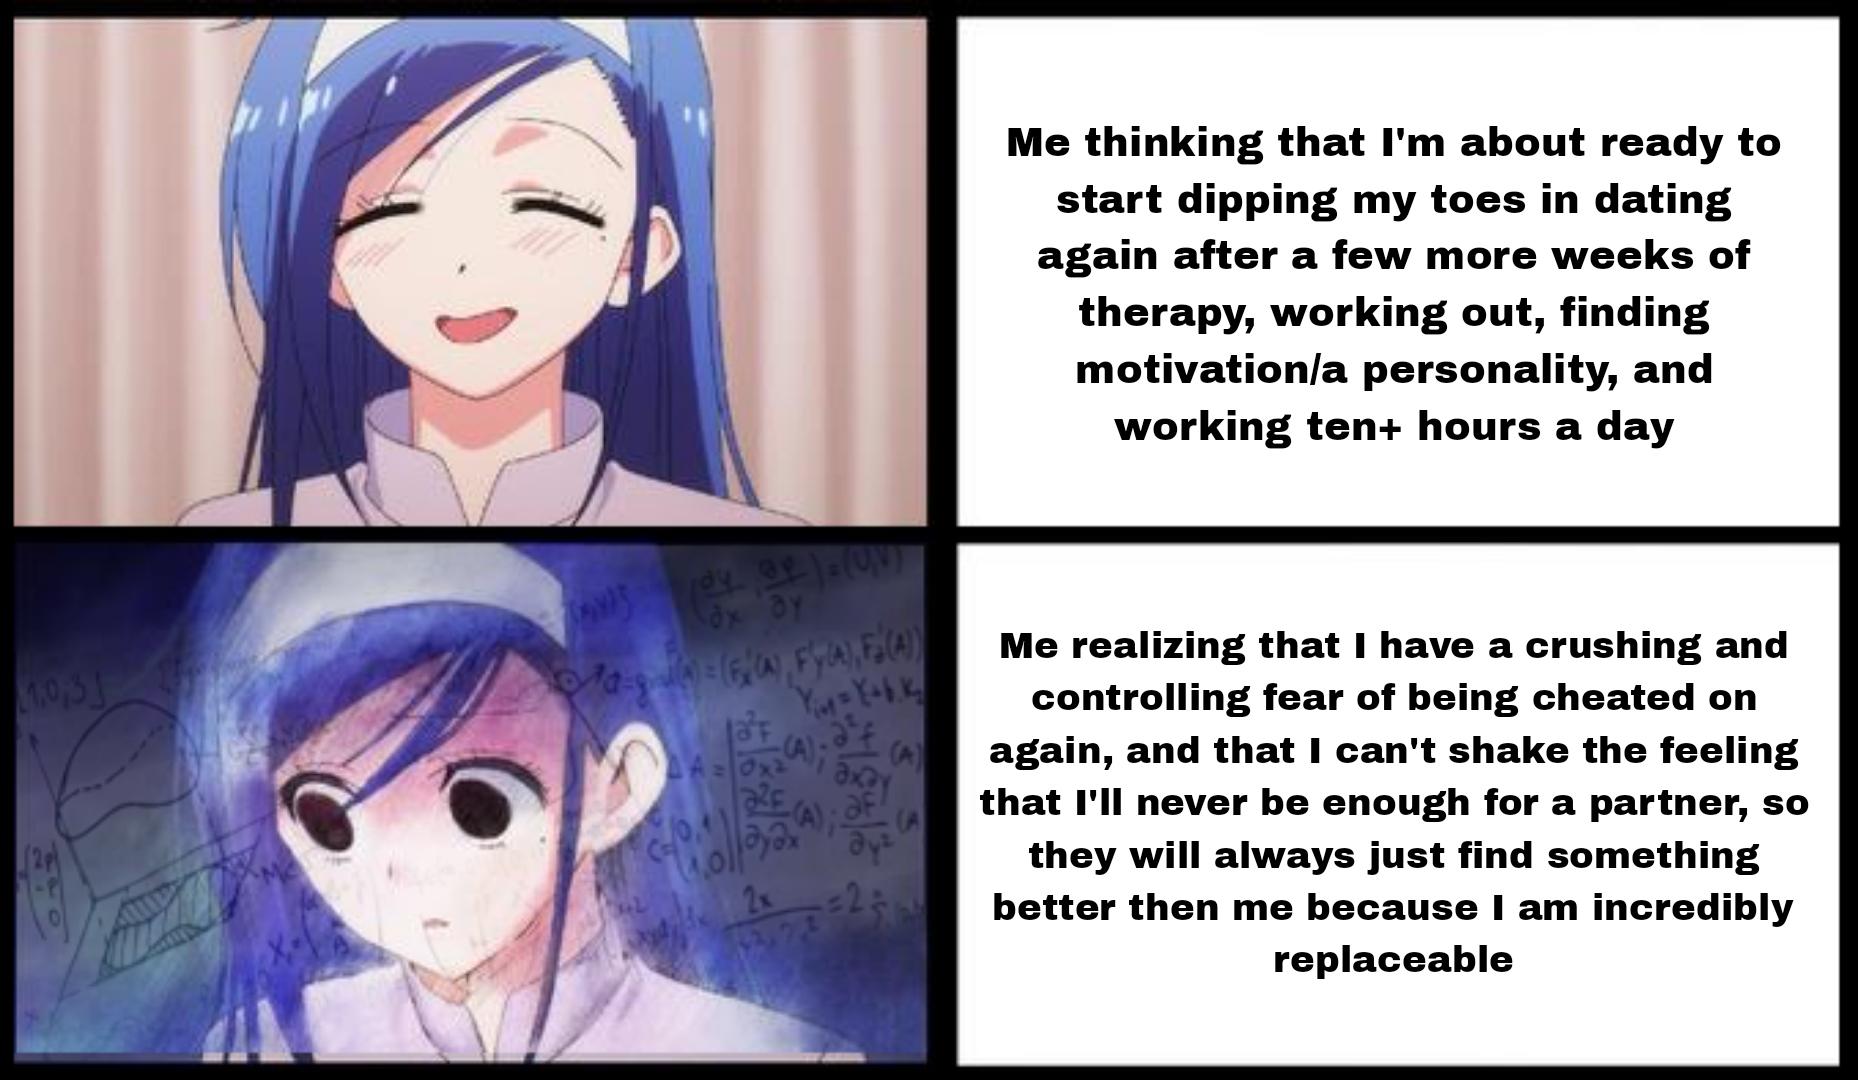 Me thinking that I'm about ready to
start dipping my toes in dating
again after a few more weeks of
therapy, working out, finding
motivation/a personality, and
working ten+ hours a day
Me realizing that I have a crushing and
controlling fear of being cheated on
again, and that I can't shake the feeling
that I'll never be enough for a partner, so
they will always just find something
better then me because I am incredibly
replaceable